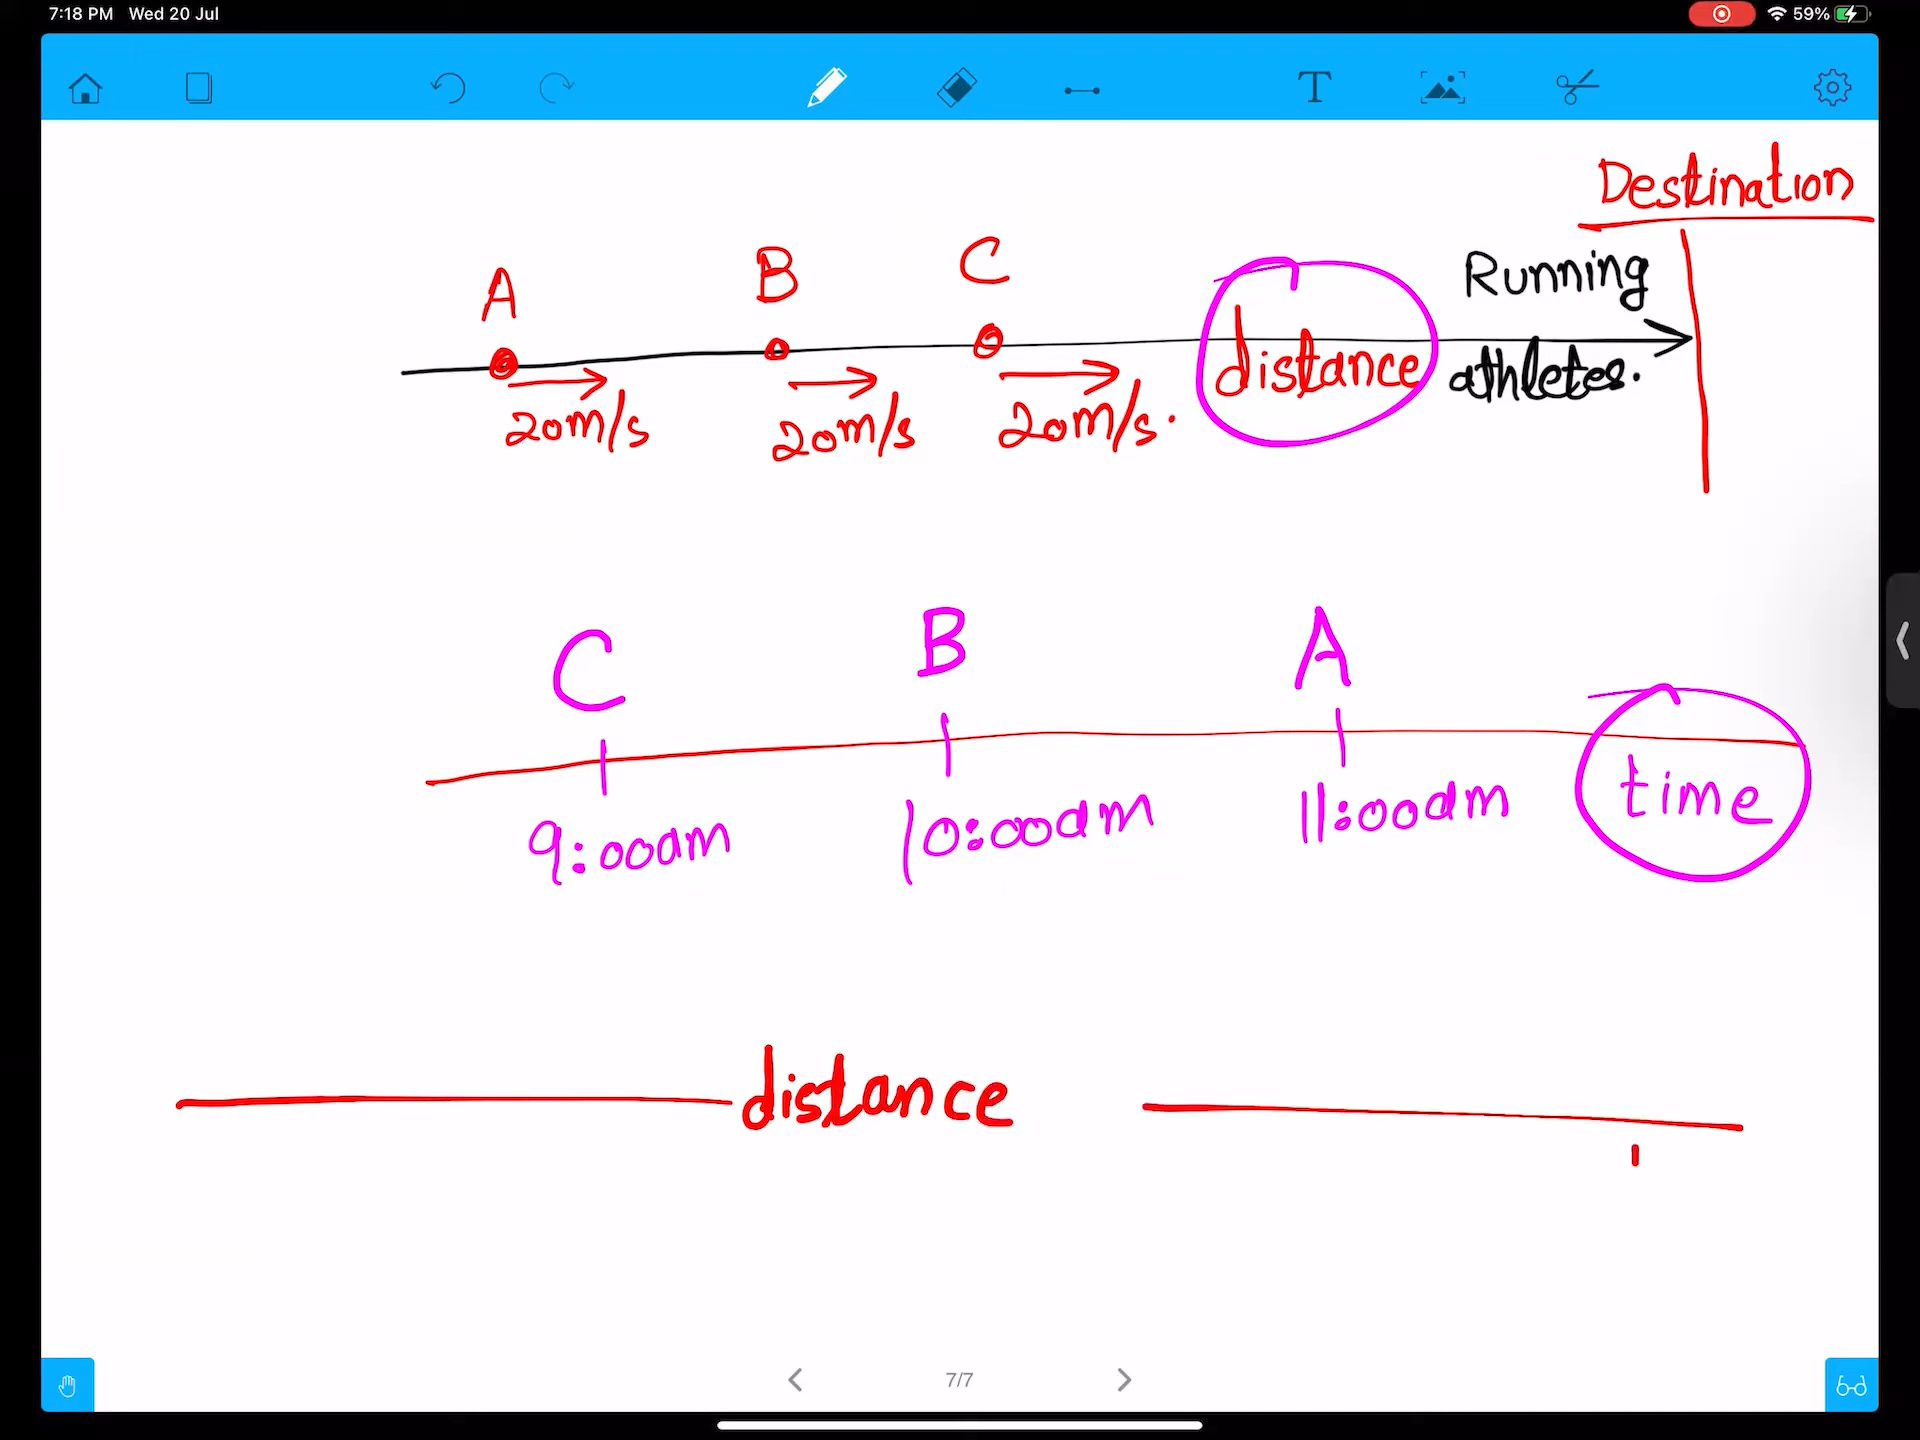 7:18 PM Wed 20 Jul
59%
T
Destination
A B C Running
distance athletes.
20m/s 20m/s 20m/s.
C B A
9:00am 10:00am 11:00am time
distance
7/7